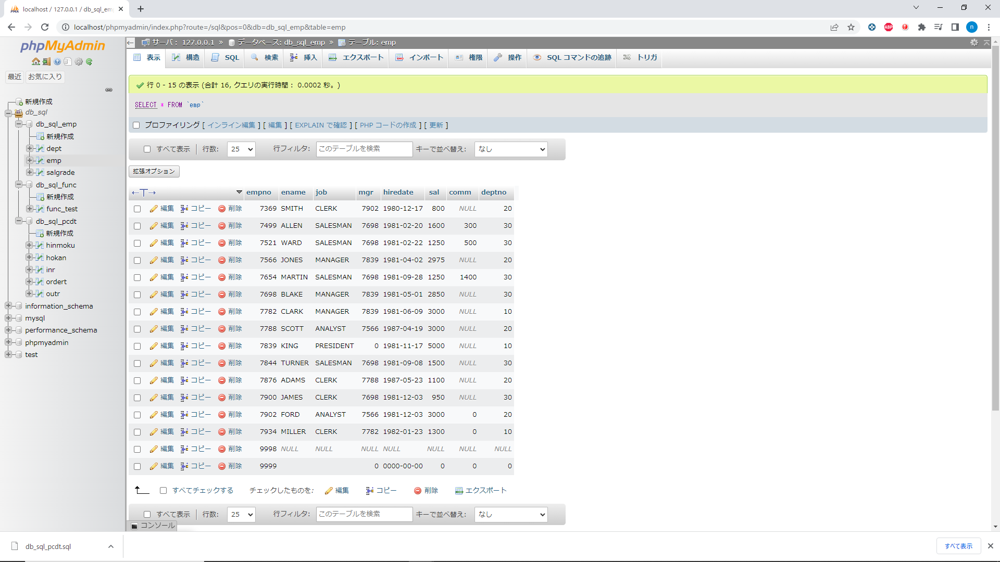 localhost / 127.0.0.1 / db_sql_em
localhost/phpmyadmin/index.php?route=/sql&pos=0&db=db_sql_emp&table=emp
ABP
n
phpMyAdmin
最近 お気に入り
新規作成
db_sql
db_sql_emp
新規作成
dept
emp
salgrade
db_sql_func
新規作成
func_test
db_sql_pcdt
新規作成
hinmoku
hokan
inr
ordert
outr
information_schema
mysql
performance_schema
phpmyadmin
test
サーバ： 127.0.0.1 » データベース: db_sql_emp » テーブル: emp
表示 構造 SQL 検索 挿入 エクスポート インポート 権限 操作 SQL コマンドの追跡 トリガ
行 0 - 15 の表示 (合計 16, クエリの実行時間： 0.0002 秒。)
SELECT * FROM `emp`
プロファイリング [ インライン編集 ] [ 編集 ] [ EXPLAIN で確認 ] [ PHP コードの作成 ] [ 更新 ]
すべて表示 行数: 25 行フィルタ: このテーブルを検索 キーで並べ替え: なし
拡張オプション
←T→ empno ename job mgr hiredate sal comm deptno
編集 コピー 削除 7369 SMITH CLERK 7902 1980-12-17 800 NULL 20
編集 コピー 削除 7499 ALLEN SALESMAN 7698 1981-02-20 1600 300 30
編集 コピー 削除 7521 WARD SALESMAN 7698 1981-02-22 1250 500 30
編集 コピー 削除 7566 JONES MANAGER 7839 1981-04-02 2975 NULL 20
編集 コピー 削除 7654 MARTIN SALESMAN 7698 1981-09-28 1250 1400 30
編集 コピー 削除 7698 BLAKE MANAGER 7839 1981-05-01 2850 NULL 30
編集 コピー 削除 7782 CLARK MANAGER 7839 1981-06-09 3000 NULL 10
編集 コピー 削除 7788 SCOTT ANALYST 7566 1987-04-19 3000 NULL 20
編集 コピー 削除 7839 KING PRESIDENT 0 1981-11-17 5000 NULL 10
編集 コピー 削除 7844 TURNER SALESMAN 7698 1981-09-08 1500 NULL 30
編集 コピー 削除 7876 ADAMS CLERK 7788 1987-05-23 1100 NULL 20
編集 コピー 削除 7900 JAMES CLERK 7698 1981-12-03 950 NULL 30
編集 コピー 削除 7902 FORD ANALYST 7566 1981-12-03 3000 0 20
編集 コピー 削除 7934 MILLER CLERK 7782 1982-01-23 1300 0 10
編集 コピー 削除 9998 NULL NULL NULL NULL NULL NULL NULL
編集 コピー 削除 9999 0 0000-00-00 0 0 0
すべてチェックする チェックしたものを: 編集 コピー 削除 エクスポート
すべて表示 行数: 25 行フィルタ: このテーブルを検索 キーで並べ替え: なし
コンソール
db_sql_pcdt.sql
すべて表示